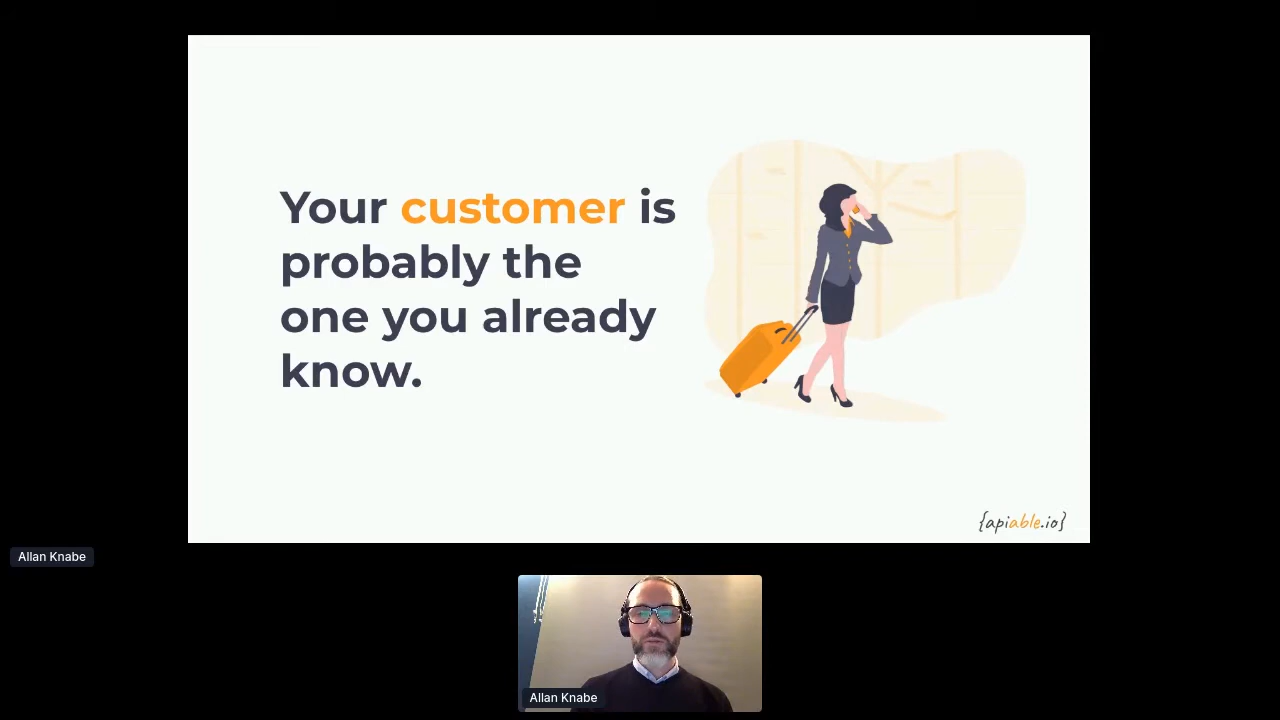 Your customer is
probably the
one you already
know.
{apiable.io}
Allan Knabe
Allan Knabe